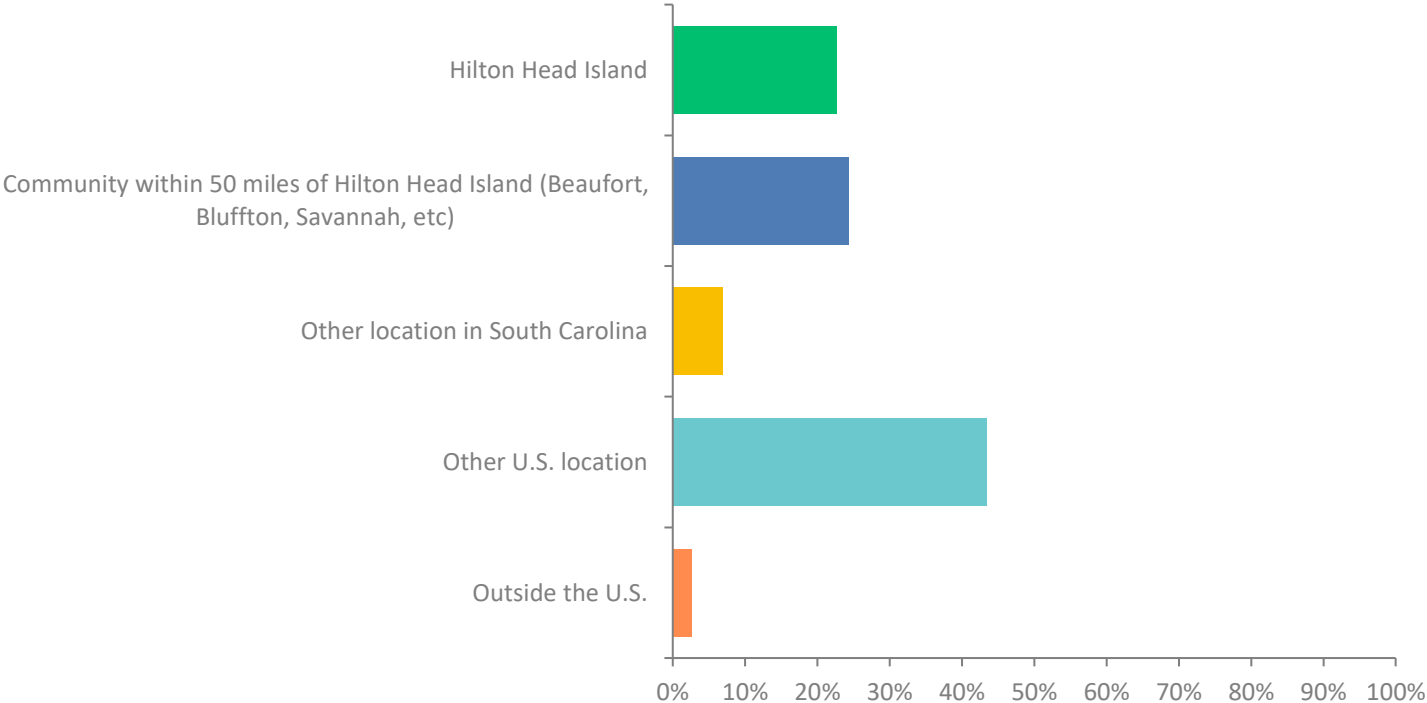 Hilton Head Island
Community within 50 miles of Hilton Head Island (Beaufort,
Bluffton, Savannah, etc)
Other location in South Carolina
Other U.S. location
Outside the U.S.
0% 10% 20% 30% 40% 50% 60% 70% 80% 90% 100%